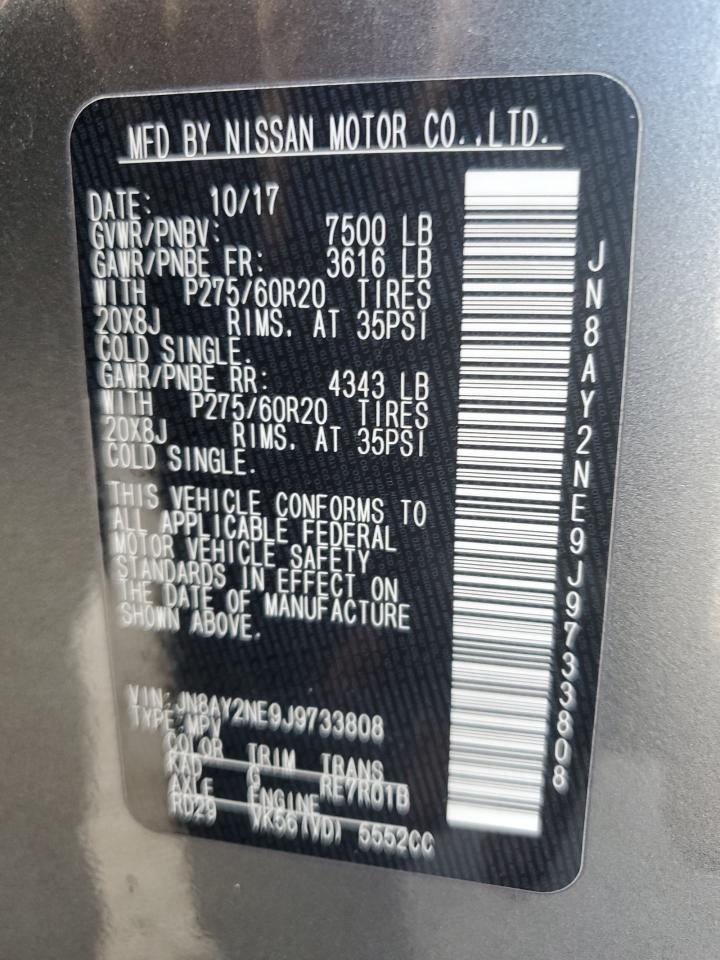 MFD BY NISSAN MOTOR CO.,LTD.
DATE: 10/17
GVWR/PNBV: 7500 LB
GAWR/PNBE FR: 3616 LB
WITH P275/60R20 TIRES
20X8J RIMS. AT 35PSI
COLD SINGLE.
GAWR/PNBE RR: 4343 LB
WITH P275/60R20 TIRES
20X8J RIMS. AT 35PSI
COLD SINGLE.
THIS VEHICLE CONFORMS TO
ALL APPLICABLE FEDERAL
MOTOR VEHICLE SAFETY
STANDARDS IN EFFECT ON
THE DATE OF MANUFACTURE
SHOWN ABOVE.
VIN:JN8AY2NE9J9733808
TYPE:MPV
COLOR TRIM TRANS
KAD G RE7R01B
AXLE ENGINE
RD29 VK56(VD) 5552CC
JN8AY2NE9J9733808